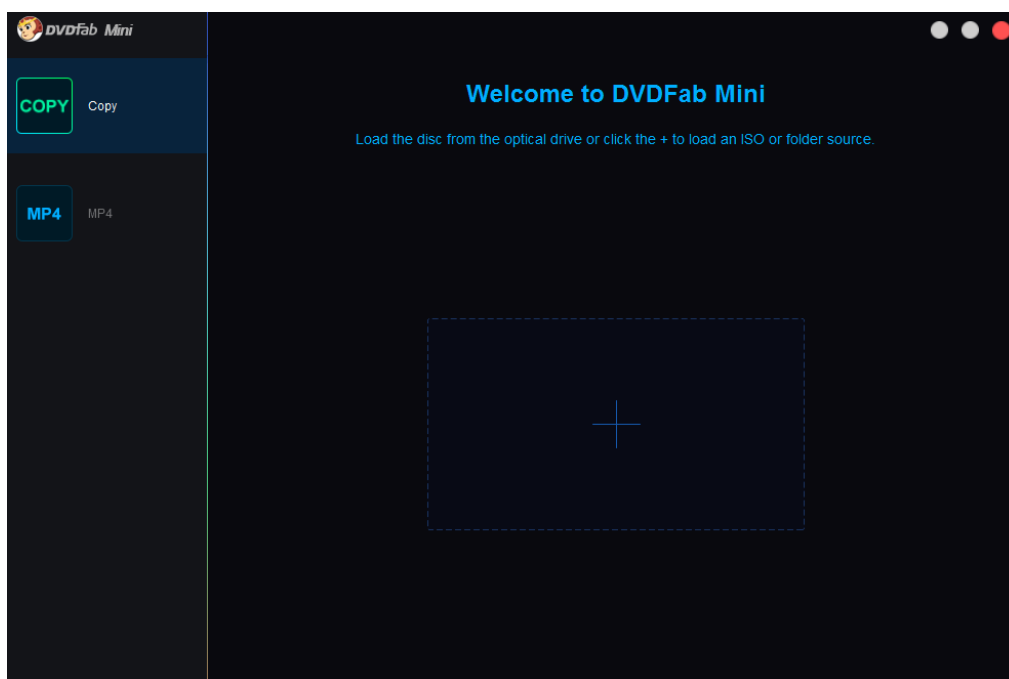 DVDFab Mini
COPY Copy
MP4 MP4
Welcome to DVDFab Mini
Load the disc from the optical drive or click the + to load an ISO or folder source.